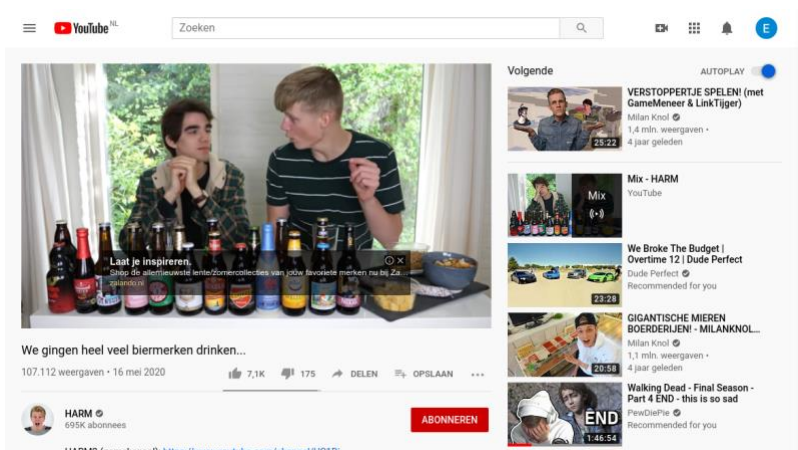 YouTube NL
Zoeken
E
Volgende
AUTOPLAY
Laat je inspireren.
Shop de allernieuwste lente/zomercollecties van jouw favoriete merken nu bij Za
zalando.nl
We gingen heel veel biermerken drinken...
107.112 weergaven • 16 mei 2020
7,1K
175
DELEN
OPSLAAN
HARM
695K abonnees
ABONNEREN
25:22
VERSTOPPERTJE SPELEN! (met
GameMeneer & LinkTijger)
Milan Knol
1,4 mln. weergaven •
4 jaar geleden
Mix
Mix - HARM
YouTube
23:28
We Broke The Budget |
Overtime 12 | Dude Perfect
Dude Perfect
Recommended for you
20:58
GIGANTISCHE MIEREN
BOERDERIJEN! - MILANKNOL...
Milan Knol
1,1 mln. weergaven •
4 jaar geleden
END
1:46:54
Walking Dead - Final Season -
Part 4 END - this is so sad
PewDiePie
Recommended for you